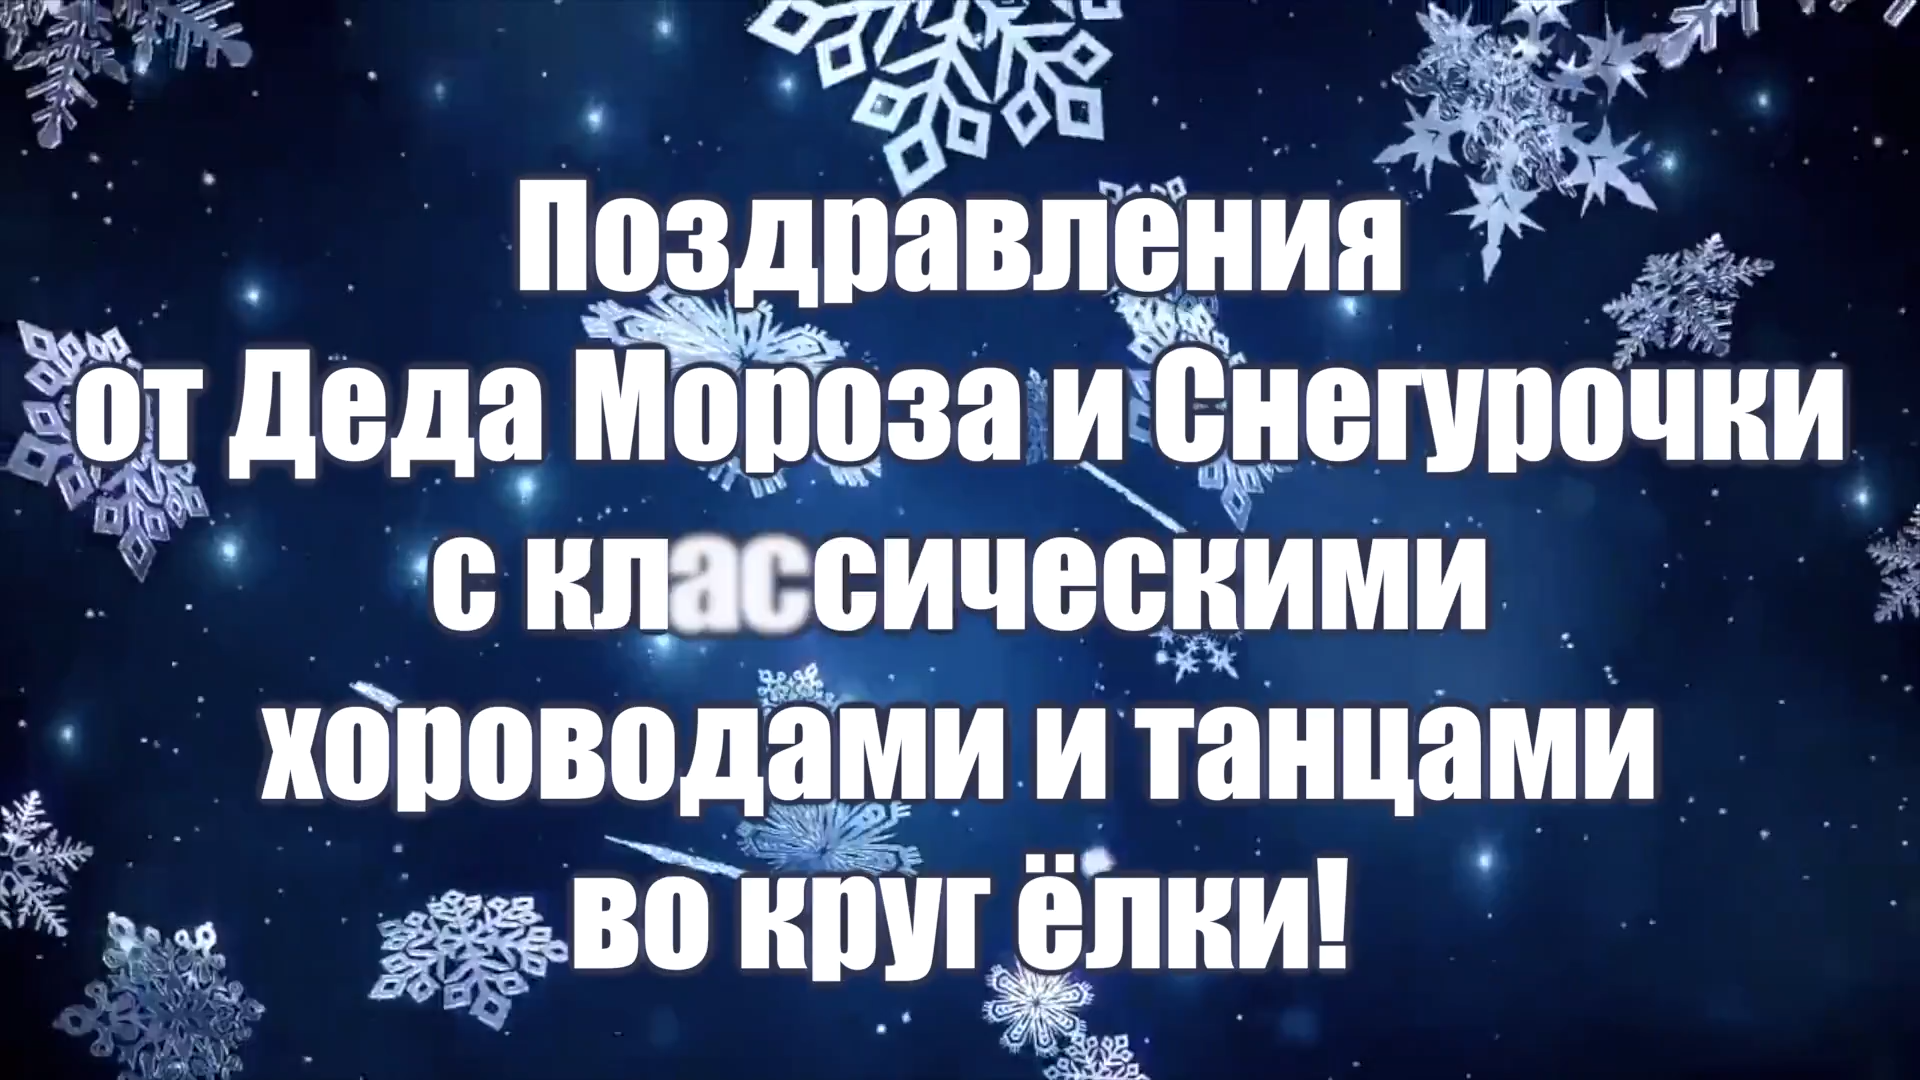 Поздравления
от Деда Мороза и Снегурочки
с классическими
хороводами и танцами
во круг ёлки!